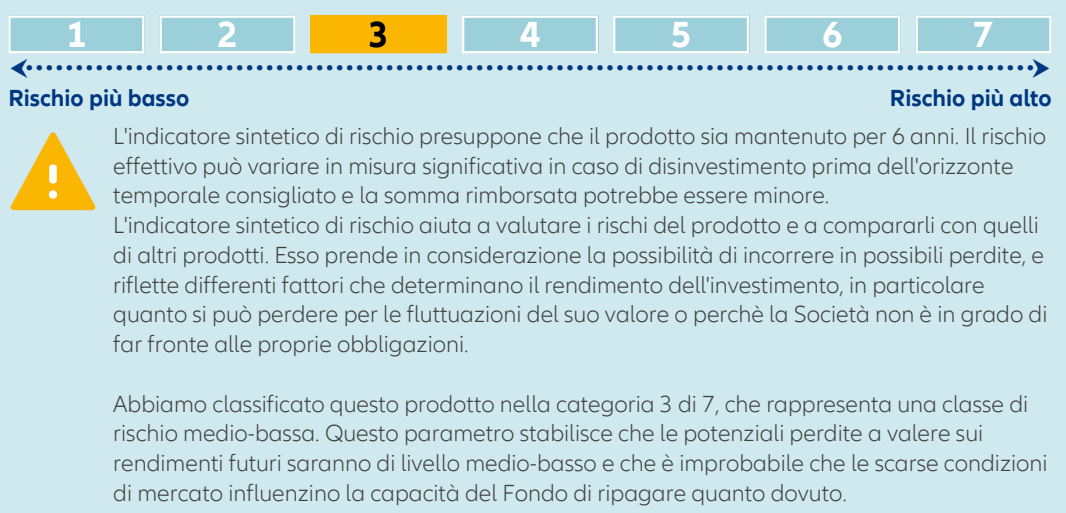 1 2 3 4 5 6 7
Rischio più basso Rischio più alto
L'indicatore sintetico di rischio presuppone che il prodotto sia mantenuto per 6 anni. Il rischio
effettivo può variare in misura significativa in caso di disinvestimento prima dell'orizzonte
temporale consigliato e la somma rimborsata potrebbe essere minore.
L'indicatore sintetico di rischio aiuta a valutare i rischi del prodotto e a compararli con quelli
di altri prodotti. Esso prende in considerazione la possibilità di incorrere in possibili perdite, e
riflette differenti fattori che determinano il rendimento dell'investimento, in particolare
quanto si può perdere per le fluttuazioni del suo valore o perchè la Società non è in grado di
far fronte alle proprie obbligazioni.
Abbiamo classificato questo prodotto nella categoria 3 di 7, che rappresenta una classe di
rischio medio-bassa. Questo parametro stabilisce che le potenziali perdite a valere sui
rendimenti futuri saranno di livello medio-basso e che è improbabile che le scarse condizioni
di mercato influenzino la capacità del Fondo di ripagare quanto dovuto.